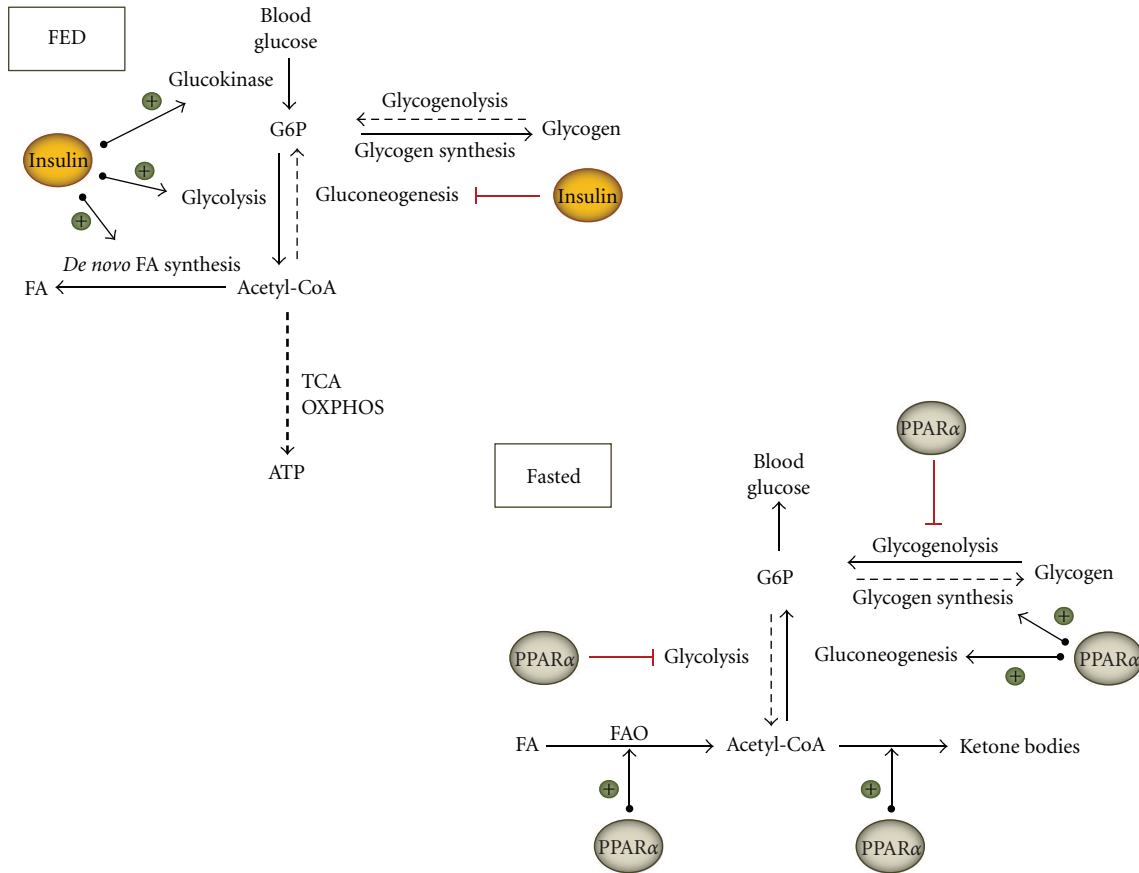 FED
Blood
glucose
Glucokinase
+
Glycogenolysis
G6P
Glycogen
Glycogen synthesis
Insulin
+
Glycolysis
Gluconeogenesis
Insulin
+
De novo FA synthesis
FA
Acetyl-CoA
TCA
OXPHOS
ATP
PPARα
Fasted
Blood
glucose
Glycogenolysis
G6P
Glycogen
Glycogen synthesis
+
PPARα
Glycolysis
Gluconeogenesis
PPARα
+
FAO
FA
Acetyl-CoA
Ketone bodies
+
+
PPARα
PPARα